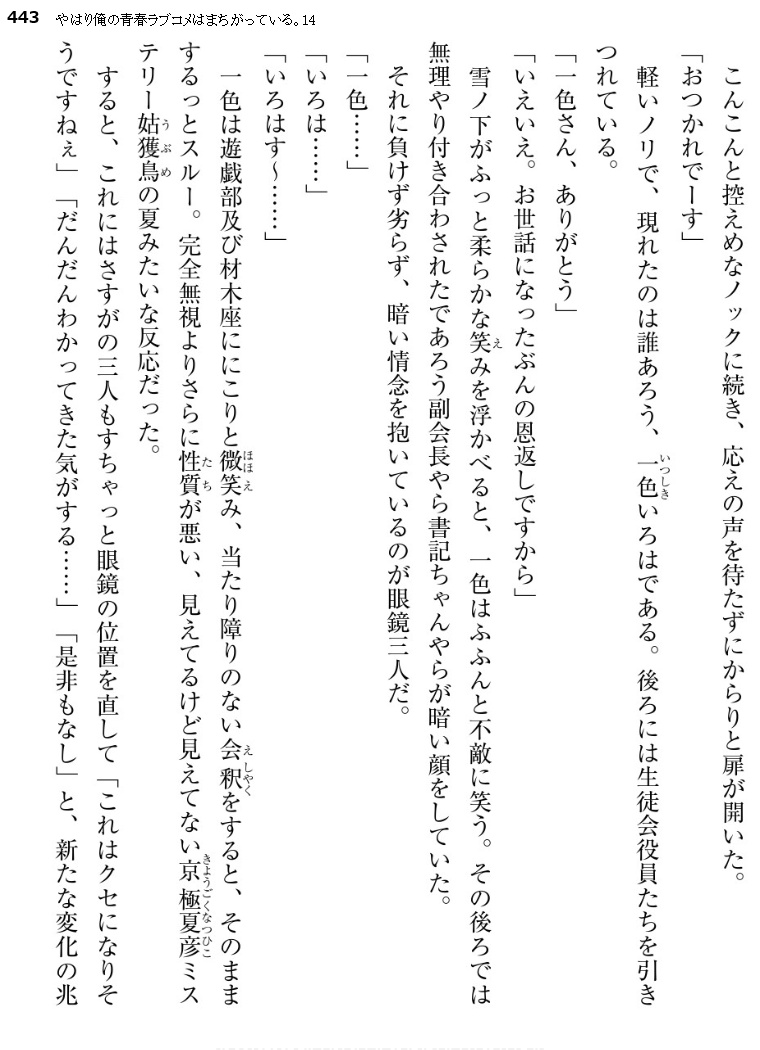 443 やはり俺の青春ラブコメはまちがっている。14
こんこんと控えめなノックに続き、応えの声を待たずにからりと扉が開いた。
「おつかれでーす」
軽いノリで、現れたのは誰あろう、一色いろはである。後ろには生徒会役員たちを引き
つれている。
「一色さん、ありがとう」
「いえいえ。お世話になったぶんの恩返しですから」
雪ノ下がふっと柔らかな笑みを浮かべると、一色はふふんと不敵に笑う。その後ろでは
無理やり付き合わされたであろう副会長やら書記ちゃんやらが暗い顔をしていた。
それに負けず劣らず、暗い情念を抱いているのが眼鏡三人だ。
「一色……」
「いろは……」
「いろはす～……」
一色は遊戯部及び材木座ににこりと微笑み、当たり障りのない会釈をすると、そのまま
するっとスルー。完全無視よりさらに性質が悪い、見えてるけど見えてない京極夏彦ミス
テリー姑獲鳥の夏みたいな反応だった。
すると、これにはさすがの三人もすちゃっと眼鏡の位置を直して「これはクセになりそ
うですねぇ」「だんだんわかってきた気がする……」「是非もなし」と、新たな変化の兆